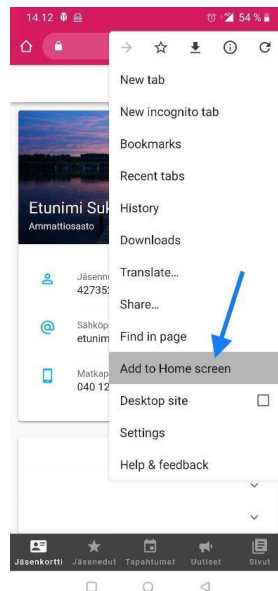 14.12
54 %
New tab
New incognito tab
Bookmarks
Recent tabs
History
Downloads
Translate...
Share...
Find in page
Add to Home screen
Desktop site
Settings
Help & feedback
Etunimi Suk
Ammattiosasto
Jäsennu
42735
Sähköp
etunim
Matkap
040 12
Jäsenkortti Jäsenedut Tapahtumat Uutiset Sivut